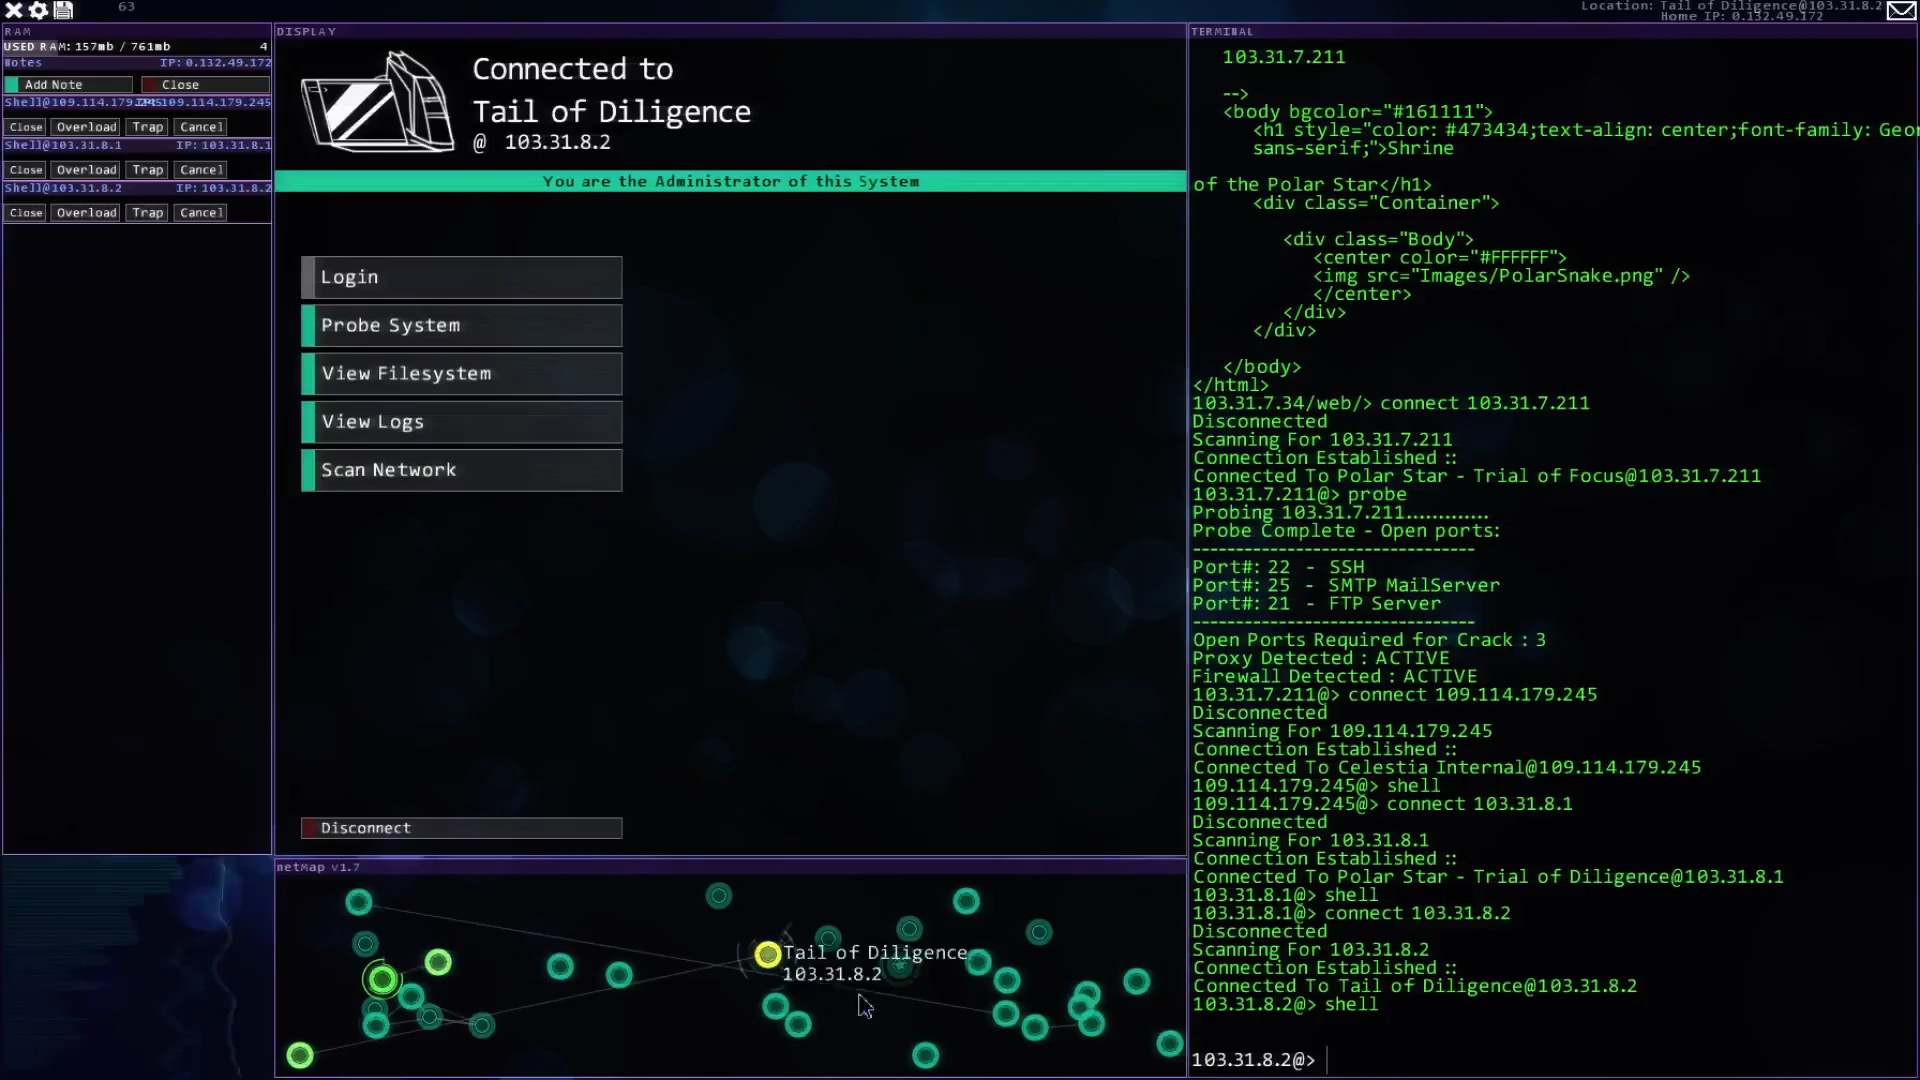 63
Location: Tail of Diligence@103.31.8.2
Home IP: 0.132.49.172
RAM
USED RAM: 157mb / 761mb 4
Notes IP: 0.132.49.172
Add Note Close
Shell@109.114.179.245 IP: 109.114.179.245
Close Overload Trap Cancel
Shell@103.31.8.1 IP: 103.31.8.1
Close Overload Trap Cancel
Shell@103.31.8.2 IP: 103.31.8.2
Close Overload Trap Cancel
DISPLAY
Connected to
Tail of Diligence
@ 103.31.8.2
You are the Administrator of this System
Login
Probe System
View Filesystem
View Logs
Scan Network
Disconnect
netMap v1.7
Tail of Diligence
103.31.8.2
TERMINAL
103.31.7.211
-->
<body bgcolor="#161111">
<h1 style="color: #473434;text-align: center;font-family: Geor
sans-serif;">Shrine
of the Polar Star</h1>
<div class="Container">
<div class="Body">
<center color="#FFFFFF">
<img src="Images/PolarSnake.png" />
</center>
</div>
</div>
</body>
</html>
103.31.7.34/web/> connect 103.31.7.211
Disconnected
Scanning For 103.31.7.211
Connection Established ::
Connected To Polar Star - Trial of Focus@103.31.7.211
103.31.7.211@> probe
Probing 103.31.7.211.............
Probe Complete - Open ports:
---------------------------------
Port#: 22 - SSH
Port#: 25 - SMTP MailServer
Port#: 21 - FTP Server
---------------------------------
Open Ports Required for Crack : 3
Proxy Detected : ACTIVE
Firewall Detected : ACTIVE
103.31.7.211@> connect 109.114.179.245
Disconnected
Scanning For 109.114.179.245
Connection Established ::
Connected To Celestia Internal@109.114.179.245
109.114.179.245@> shell
109.114.179.245@> connect 103.31.8.1
Disconnected
Scanning For 103.31.8.1
Connection Established ::
Connected To Polar Star - Trial of Diligence@103.31.8.1
103.31.8.1@> shell
103.31.8.1@> connect 103.31.8.2
Disconnected
Scanning For 103.31.8.2
Connection Established ::
Connected To Tail of Diligence@103.31.8.2
103.31.8.2@> shell
103.31.8.2@>